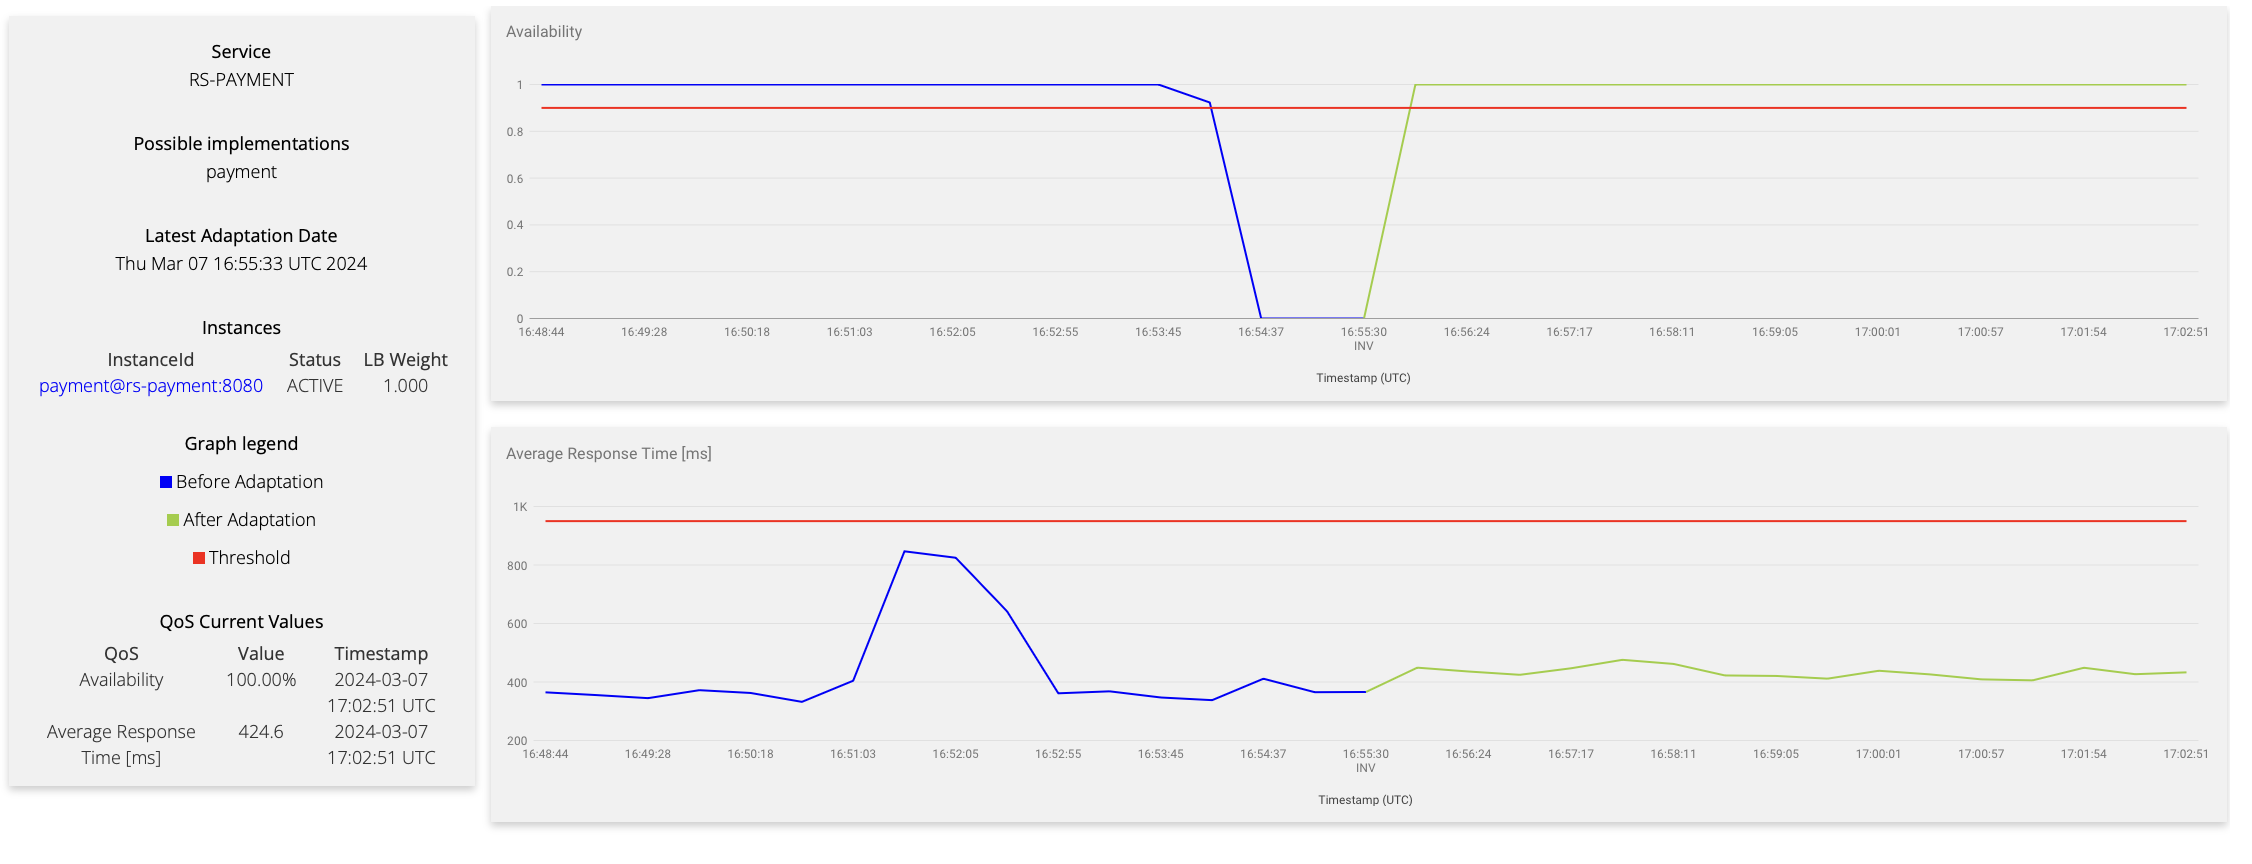 Service
RS-PAYMENT
Possible implementations
payment
Latest Adaptation Date
Thu Mar 07 16:55:33 UTC 2024
Instances
InstanceId Status LB Weight
payment@rs-payment:8080 ACTIVE 1.000
Graph legend
Before Adaptation
After Adaptation
Threshold
QoS Current Values
QoS Value Timestamp
Availability 100.00% 2024-03-07
17:02:51 UTC
Average Response 424.6 2024-03-07
Time [ms] 17:02:51 UTC
Availability
1
0.8
0.6
0.4
0.2
0
16:48:44 16:49:28 16:50:18 16:51:03 16:52:05 16:52:55 16:53:45 16:54:37 16:55:30 16:56:24 16:57:17 16:58:11 16:59:05 17:00:01 17:00:57 17:01:54 17:02:51
INV
Timestamp (UTC)
Average Response Time [ms]
1K
800
600
400
200
16:48:44 16:49:28 16:50:18 16:51:03 16:52:05 16:52:55 16:53:45 16:54:37 16:55:30 16:56:24 16:57:17 16:58:11 16:59:05 17:00:01 17:00:57 17:01:54 17:02:51
INV
Timestamp (UTC)